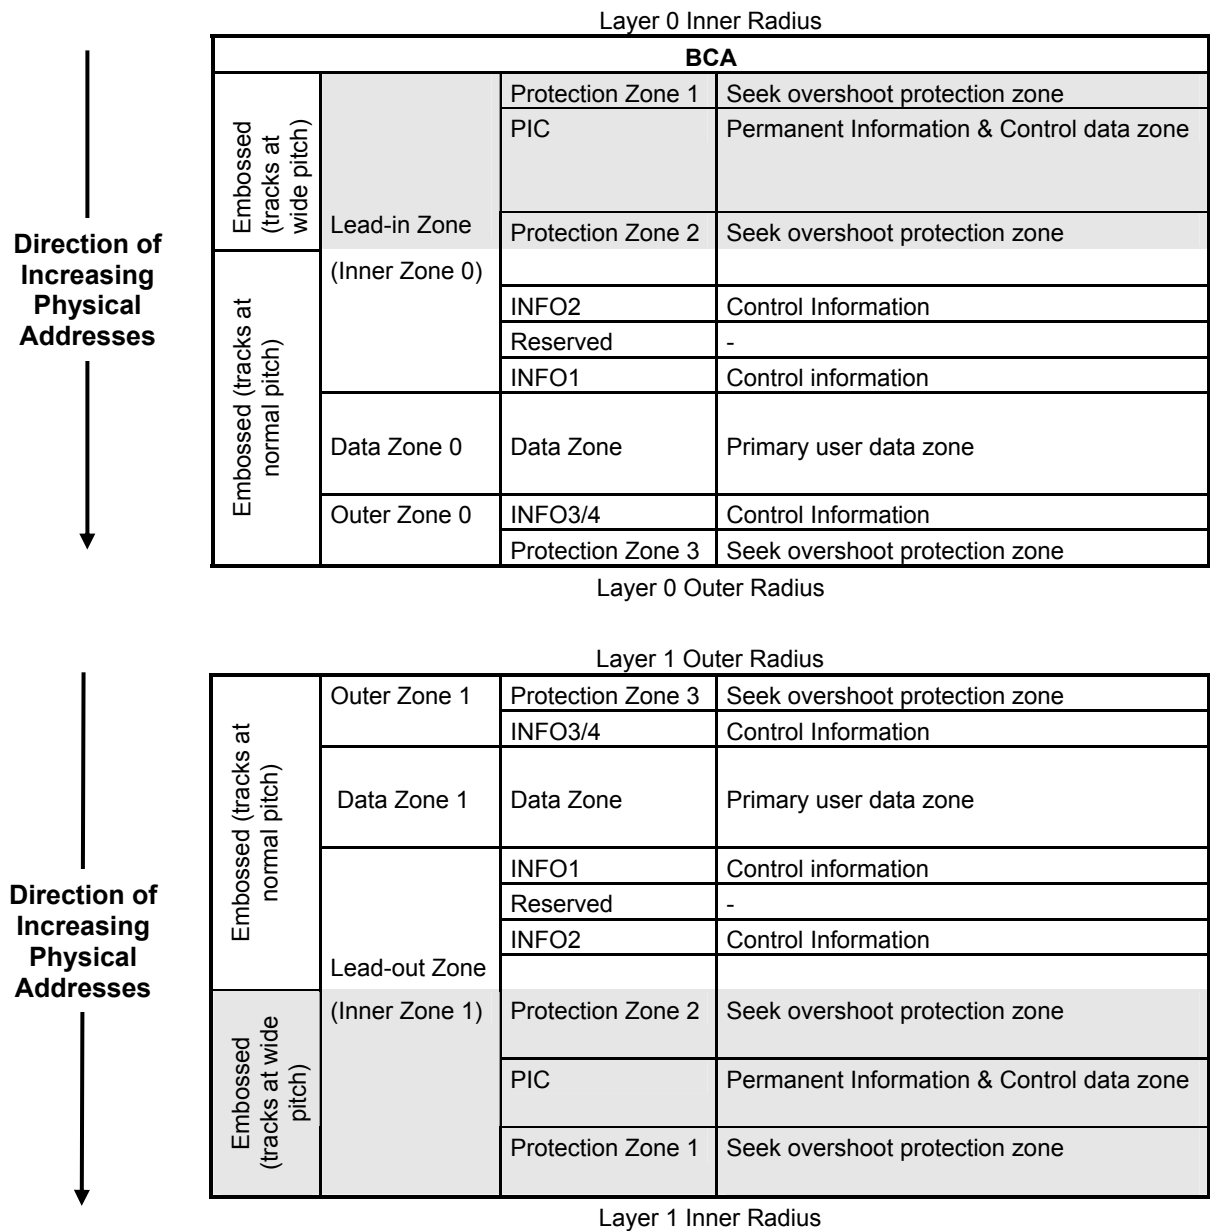 Layer 0 Inner Radius
BCA
Direction of
Increasing
Physical
Addresses
Embossed
(tracks at
wide pitch)
Lead-in Zone
(Inner Zone 0)
Protection Zone 1 Seek overshoot protection zone
PIC Permanent Information & Control data zone
Protection Zone 2 Seek overshoot protection zone
Embossed (tracks at
normal pitch)
INFO2 Control Information
Reserved -
INFO1 Control information
Data Zone 0 Data Zone Primary user data zone
Outer Zone 0 INFO3/4 Control Information
Protection Zone 3 Seek overshoot protection zone
Layer 0 Outer Radius
Layer 1 Outer Radius
Direction of
Increasing
Physical
Addresses
Embossed (tracks at
normal pitch)
Outer Zone 1 Protection Zone 3 Seek overshoot protection zone
INFO3/4 Control Information
Data Zone 1 Data Zone Primary user data zone
INFO1 Control information
Reserved -
INFO2 Control Information
Lead-out Zone
(Inner Zone 1)
Embossed
(tracks at wide
pitch)
Protection Zone 2 Seek overshoot protection zone
PIC Permanent Information & Control data zone
Protection Zone 1 Seek overshoot protection zone
Layer 1 Inner Radius